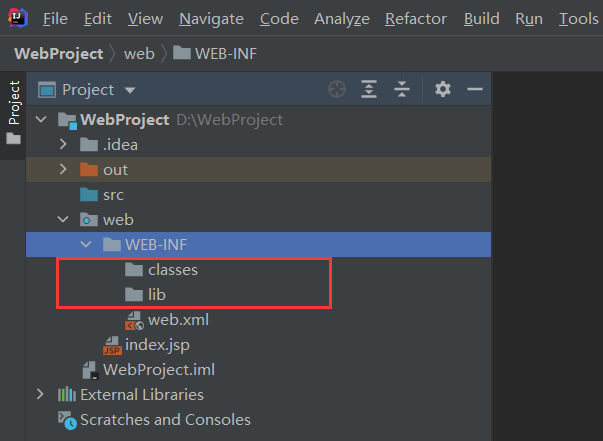 File Edit View Navigate Code Analyze Refactor Build Run Tools
WebProject web WEB-INF
Project
Project
WebProject D:\WebProject
.idea
out
src
web
WEB-INF
classes
lib
web.xml
JSP index.jsp
WebProject.iml
External Libraries
Scratches and Consoles